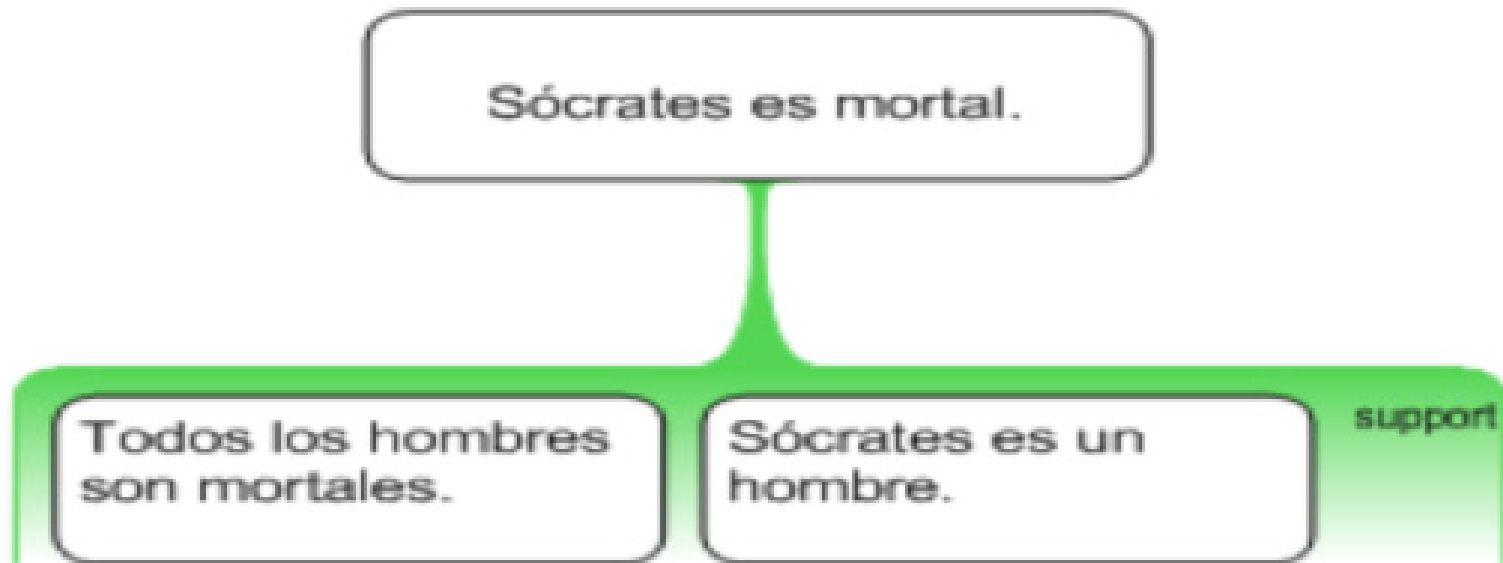 Sócrates es mortal.
Todos los hombres
son mortales.
Sócrates es un
hombre.
support